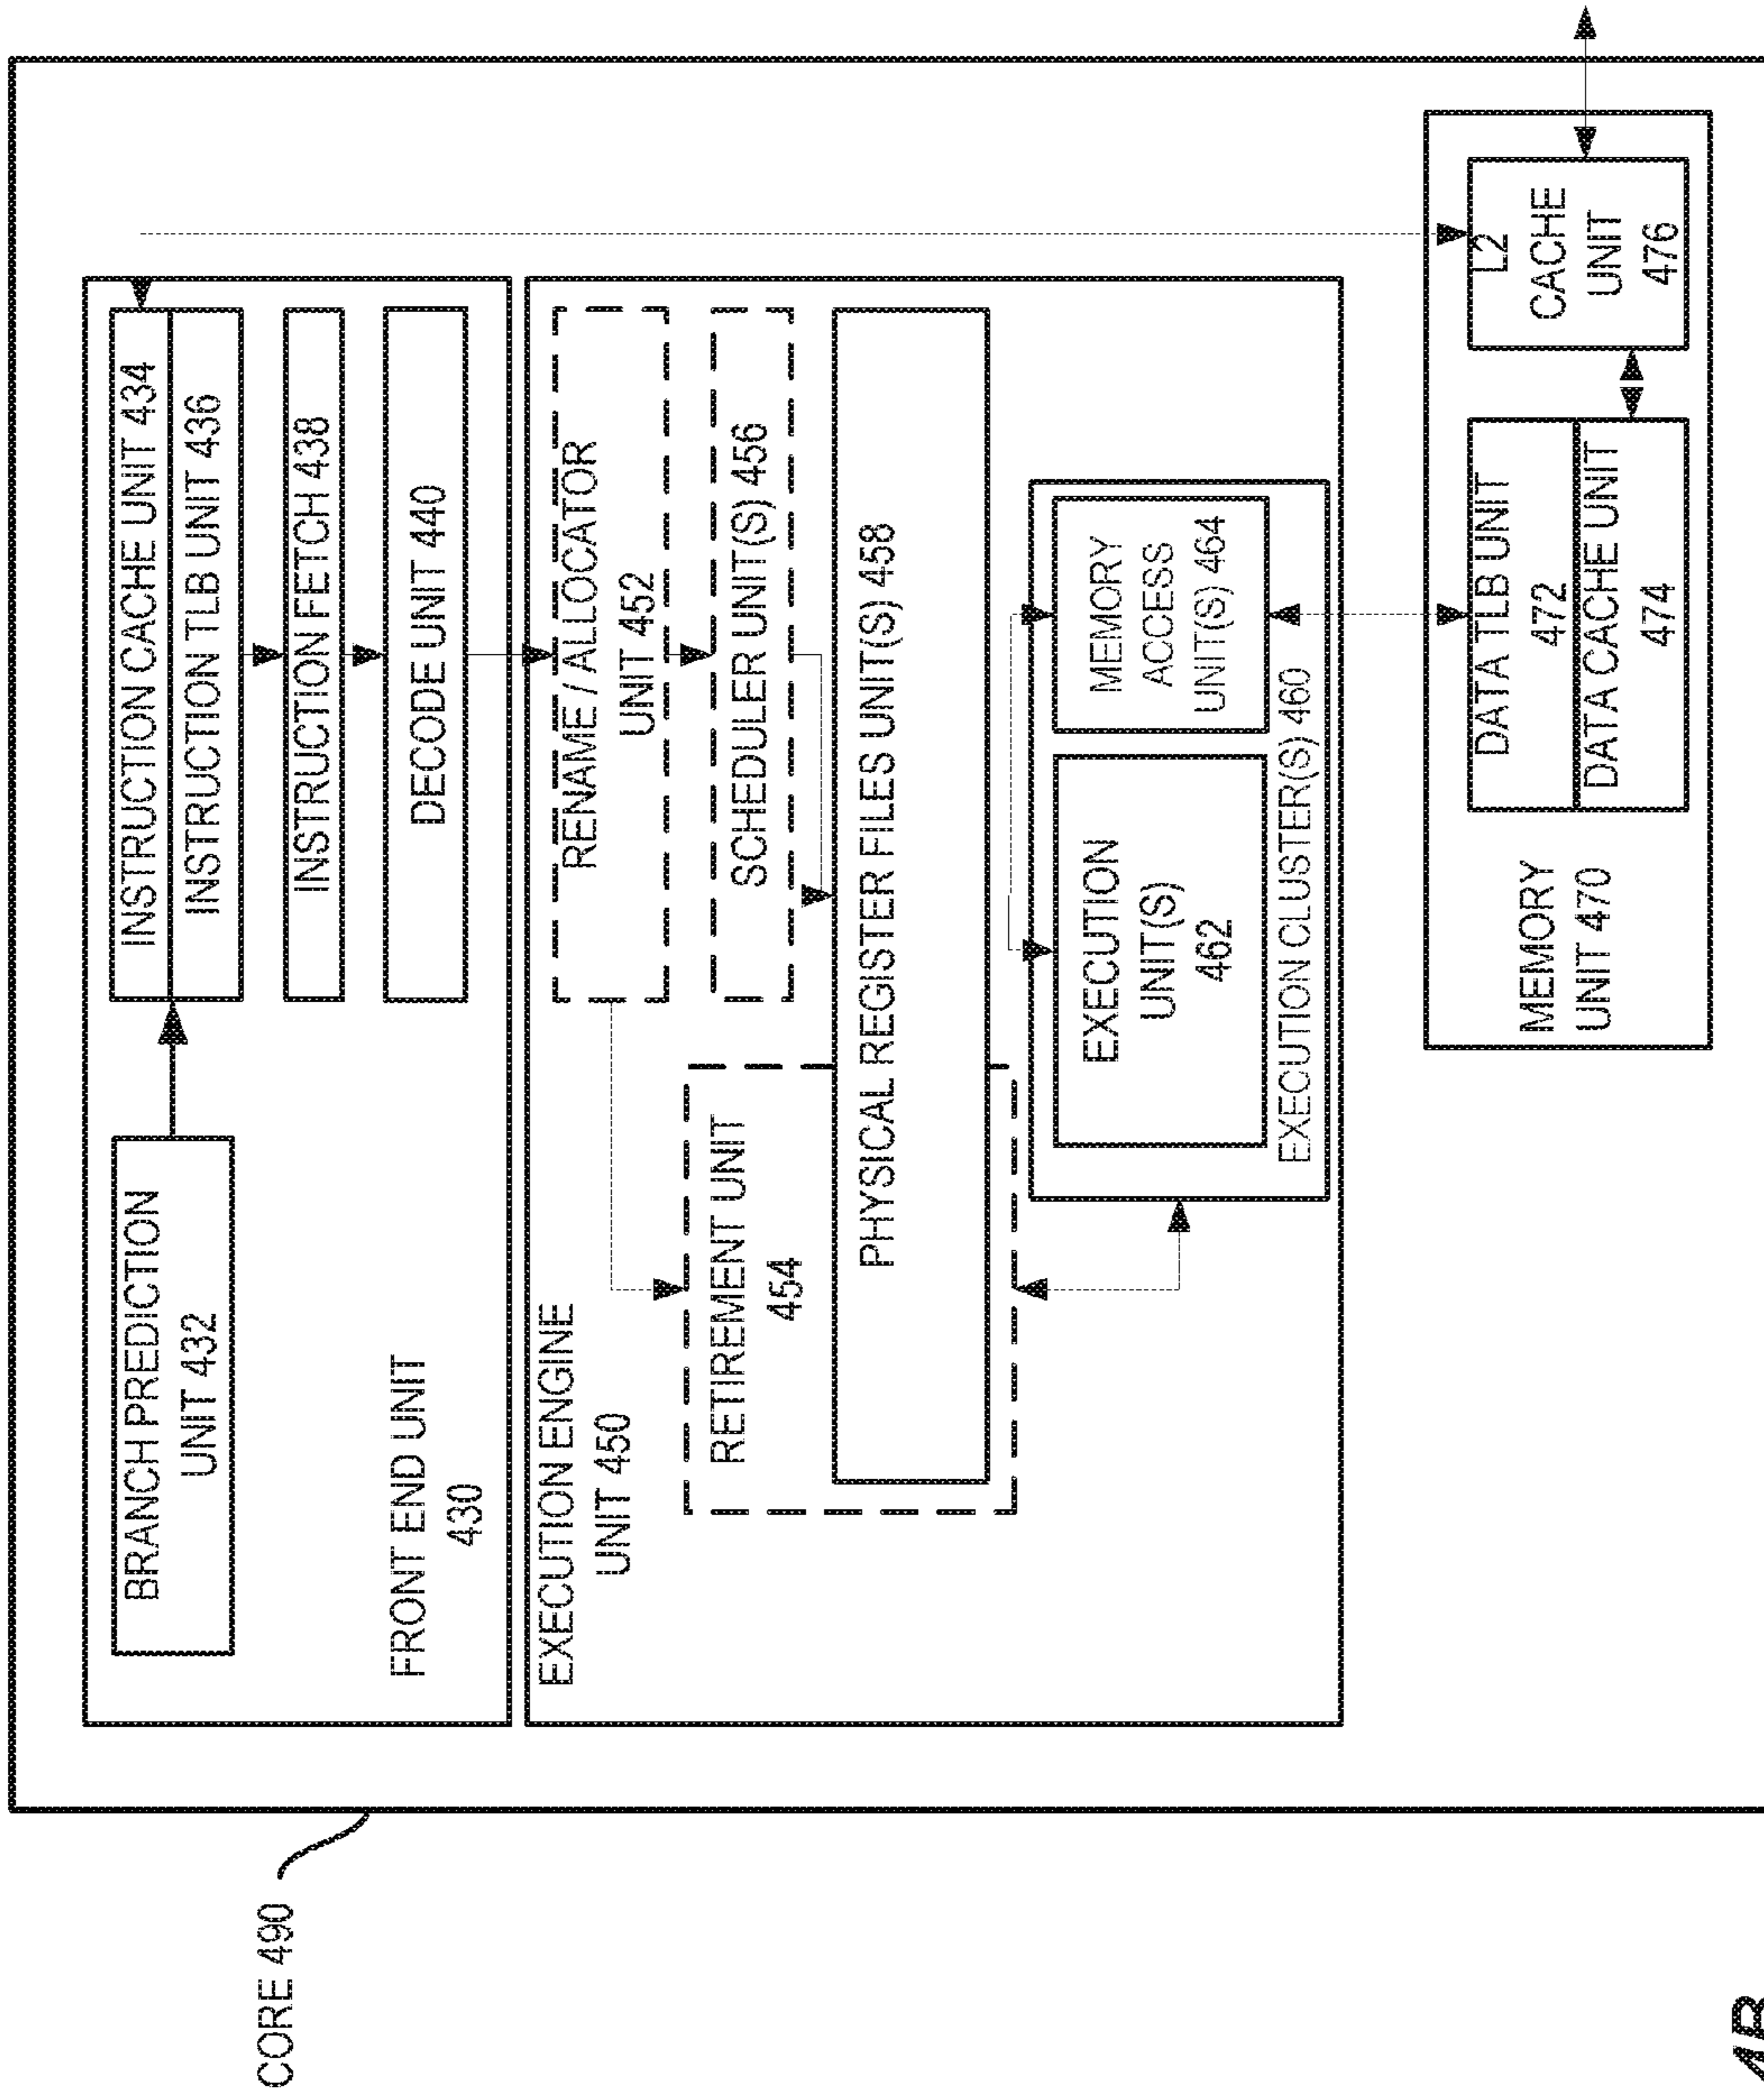 CORE 490
BRANCH PREDICTION
UNIT 432
INSTRUCTION CACHE UNIT 434
INSTRUCTION TLB UNIT 436
INSTRUCTION FETCH 438
DECODE UNIT 440
FRONT END UNIT
430
EXECUTION ENGINE
UNIT 450
RENAME / ALLOCATOR
UNIT 452
RETIREMENT UNIT
454
SCHEDULER UNIT(S) 456
PHYSICAL REGISTER FILES UNIT(S) 458
EXECUTION
UNIT(S)
462
MEMORY
ACCESS
UNIT(S) 464
EXECUTION CLUSTER(S) 460
MEMORY
UNIT 470
DATA TLB UNIT
472
DATA CACHE UNIT
474
L2
CACHE
UNIT
476
4B